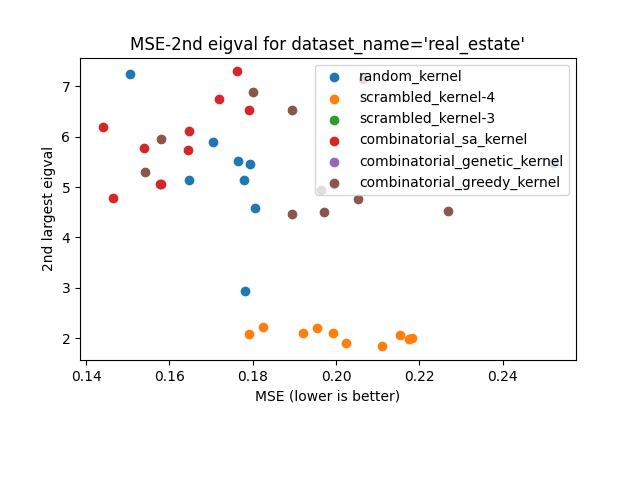 MSE-2nd eigval for dataset_name='real_estate'
random_kernel
scrambled_kernel-4
scrambled_kernel-3
combinatorial_sa_kernel
combinatorial_genetic_kernel
combinatorial_greedy_kernel
2nd largest eigval
7
6
5
4
3
2
0.14
0.16
0.18
0.20
0.22
0.24
MSE (lower is better)